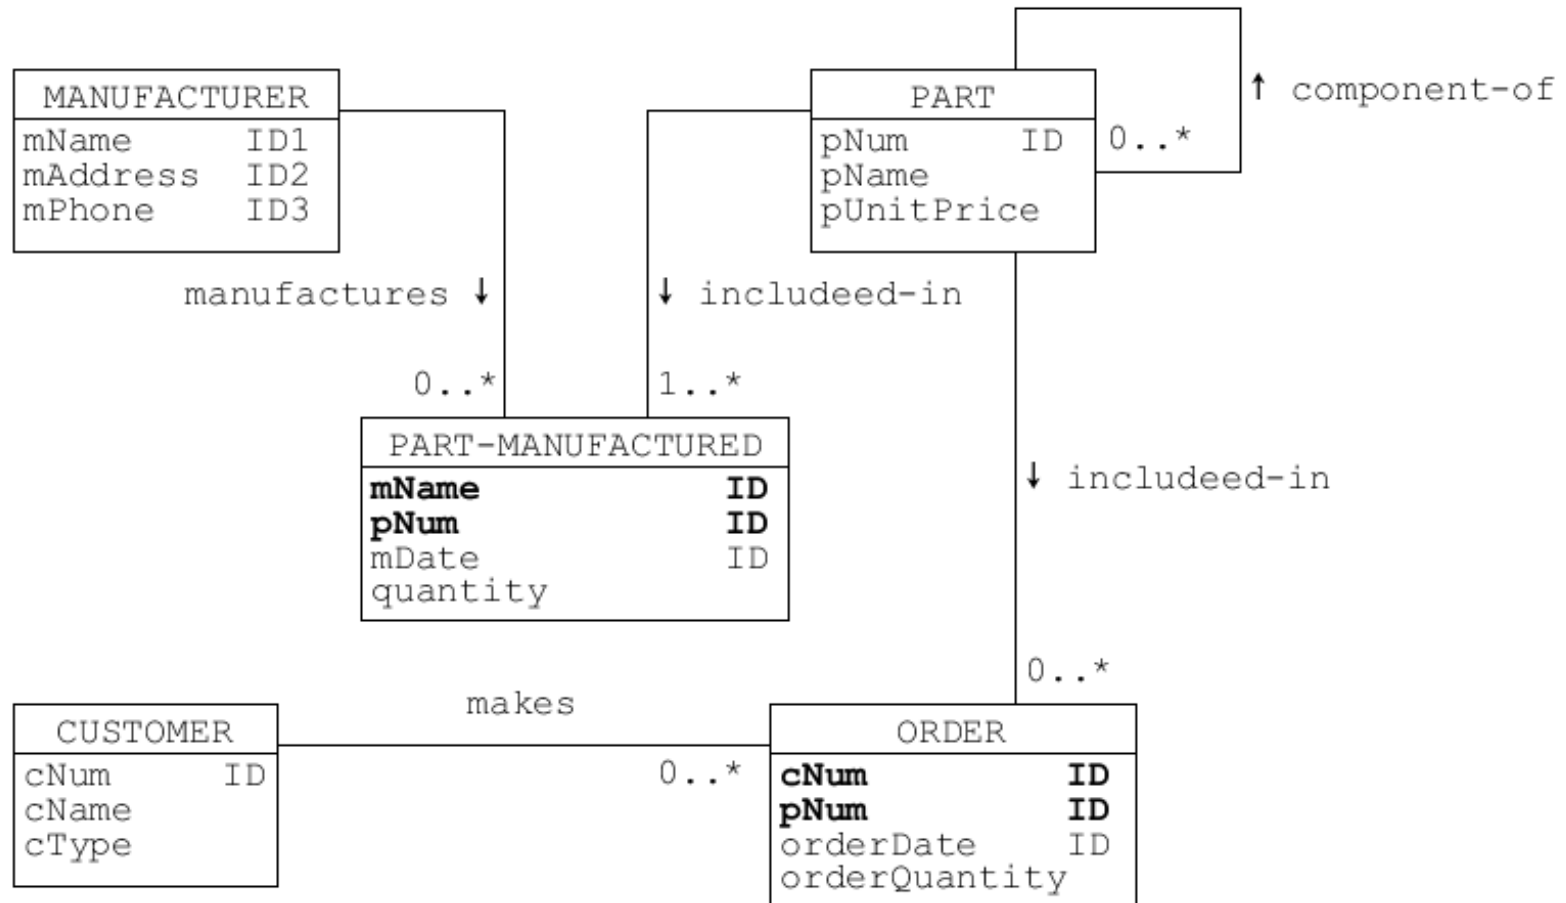 MANUFACTURER
mName ID1
mAddress ID2
mPhone ID3
PART
pNum ID
pName
pUnitPrice
0..*
↑ component-of
manufactures ↓
↓ includeed-in
0..*
1..*
PART-MANUFACTURED
mName ID
pNum ID
mDate ID
quantity
↓ includeed-in
0..*
CUSTOMER
cNum ID
cName
cType
makes
0..*
ORDER
cNum ID
pNum ID
orderDate ID
orderQuantity